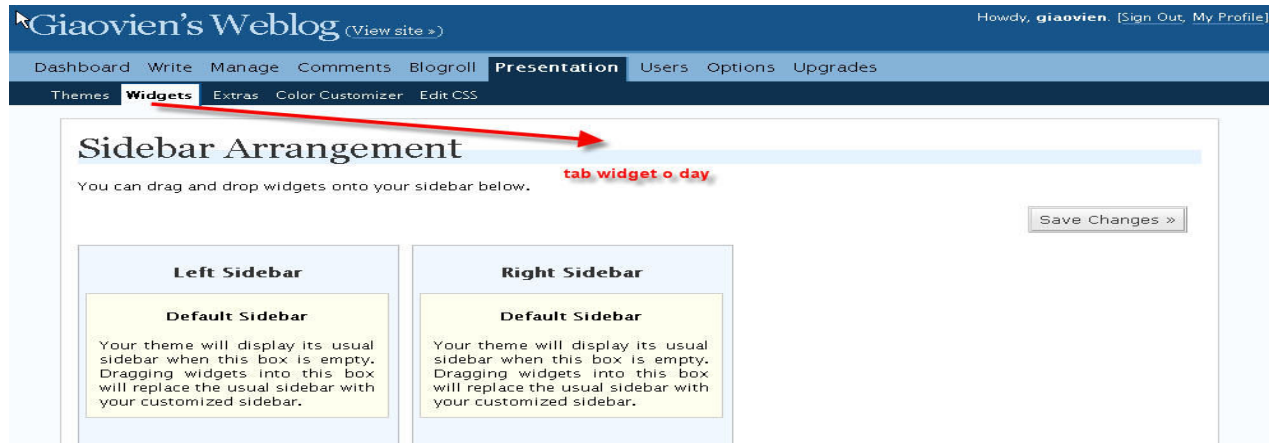 Giaovien's Weblog (View site »)
Howdy, giaovien. [Sign Out, My Profile]
Dashboard Write Manage Comments Blogroll Presentation Users Options Upgrades
Themes Widgets Extras Color Customizer Edit CSS
Sidebar Arrangement
tab widget o day
You can drag and drop widgets onto your sidebar below.
Save Changes »
Left Sidebar
Default Sidebar
Your theme will display its usual
sidebar when this box is empty.
Dragging widgets into this box
will replace the usual sidebar with
your customized sidebar.
Right Sidebar
Default Sidebar
Your theme will display its usual
sidebar when this box is empty.
Dragging widgets into this box
will replace the usual sidebar with
your customized sidebar.